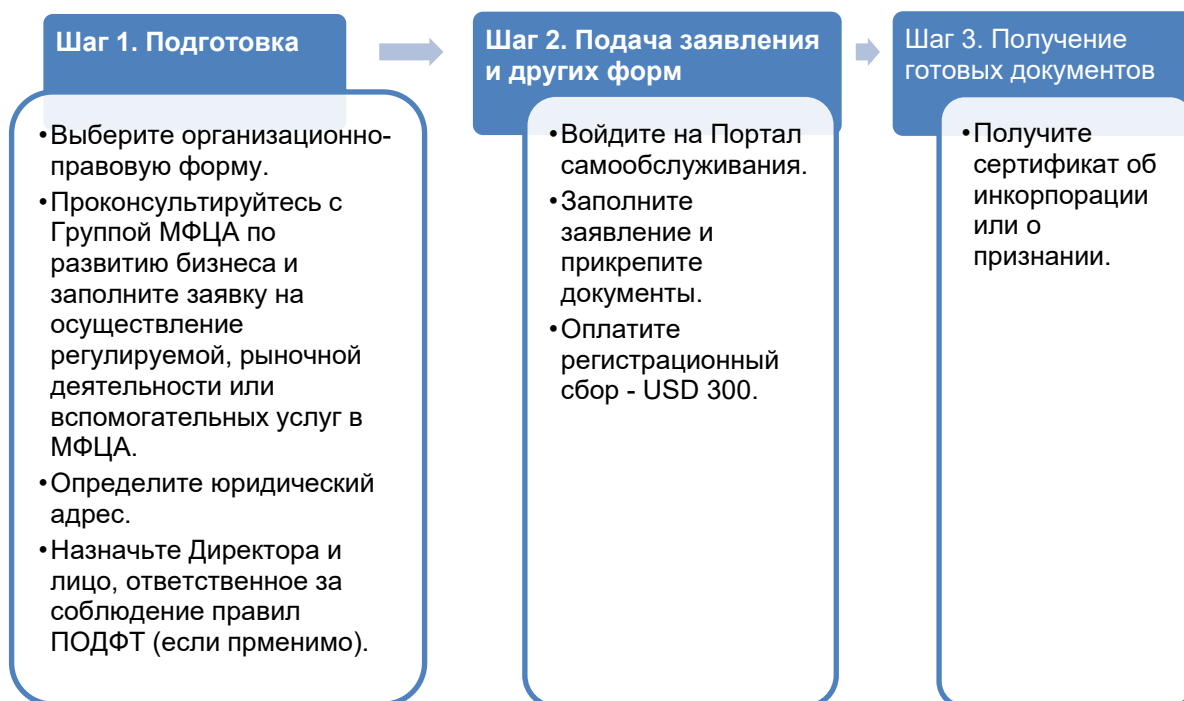 Шаг 1. Подготовка
•Выберите организационно-
правовую форму.
•Проконсультируйтесь с
Группой МФЦА по
развитию бизнеса и
заполните заявку на
осуществление
регулируемой, рыночной
деятельности или
вспомогательных услуг в
МФЦА.
•Определите юридический
адрес.
•Назначьте Директора и
лицо, ответственное за
соблюдение правил
ПОДФТ (если прменимо).
Шаг 2. Подача заявления
и других форм
•Войдите на Портал
самообслуживания.
•Заполните
заявление и
прикрепите
документы.
•Оплатите
регистрационный
сбор - USD 300.
Шаг 3. Получение
готовых документов
•Получите
сертификат об
инкорпорации
или о
признании.